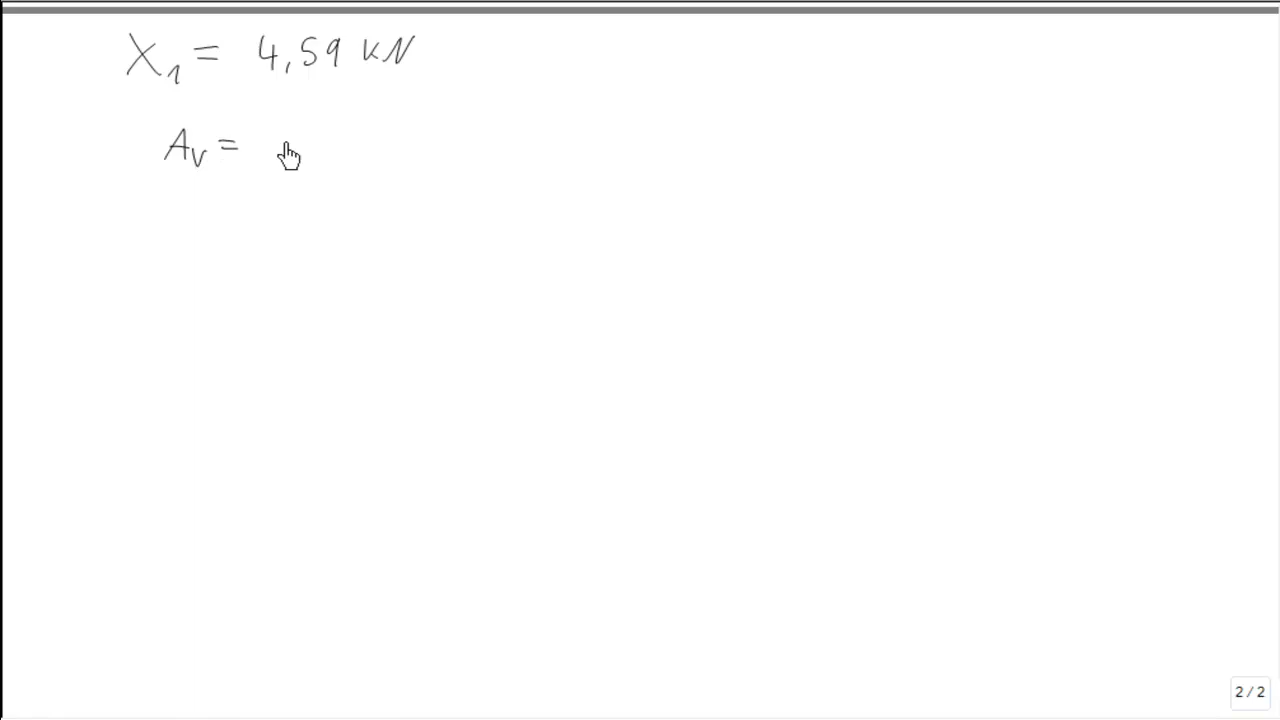 X₁ = 4,59 kN
Aᵥ =
2 / 2